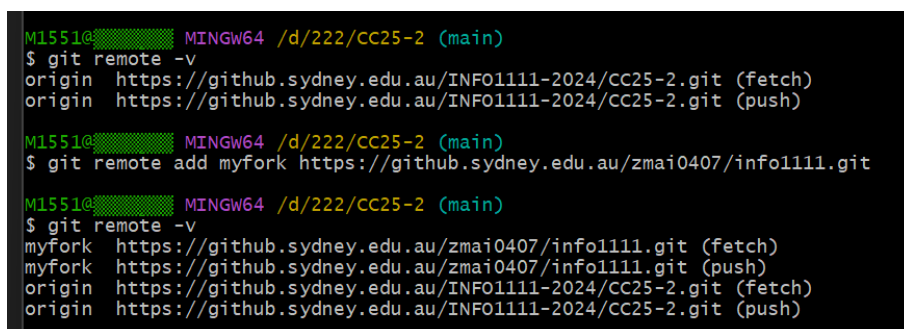 M1551@ MINGW64 /d/222/CC25-2 (main)
$ git remote -v
origin  https://github.sydney.edu.au/INFO1111-2024/CC25-2.git (fetch)
origin  https://github.sydney.edu.au/INFO1111-2024/CC25-2.git (push)
M1551@ MINGW64 /d/222/CC25-2 (main)
$ git remote add myfork https://github.sydney.edu.au/zmai0407/info1111.git
M1551@ MINGW64 /d/222/CC25-2 (main)
$ git remote -v
myfork  https://github.sydney.edu.au/zmai0407/info1111.git (fetch)
myfork  https://github.sydney.edu.au/zmai0407/info1111.git (push)
origin  https://github.sydney.edu.au/INFO1111-2024/CC25-2.git (fetch)
origin  https://github.sydney.edu.au/INFO1111-2024/CC25-2.git (push)